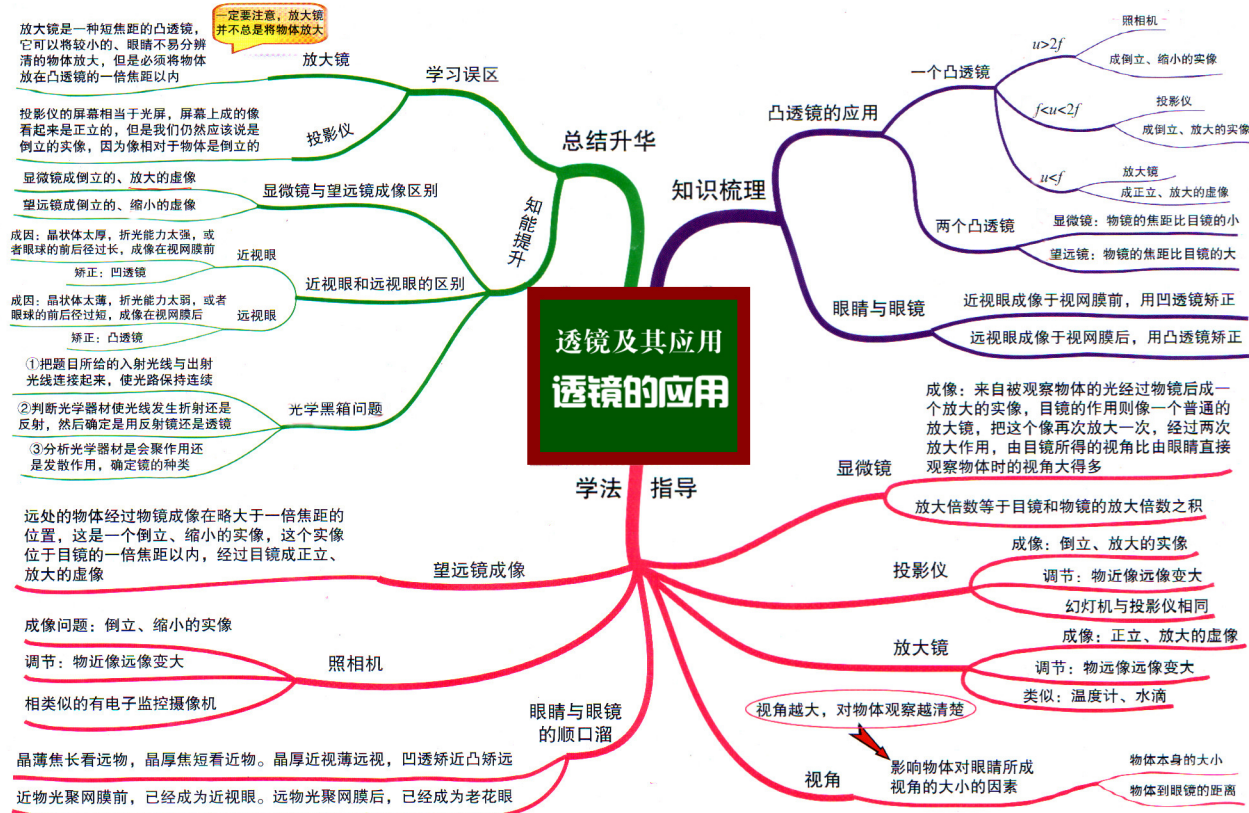 透镜及其应用
透镜的应用
知识梳理
凸透镜的应用
一个凸透镜
u>2f
照相机
成倒立、缩小的实像
f<u<2f
投影仪
成倒立、放大的实像
u<f
放大镜
成正立、放大的虚像
两个凸透镜
显微镜：物镜的焦距比目镜的小
望远镜：物镜的焦距比目镜的大
眼睛与眼镜
近视眼成像于视网膜前，用凹透镜矫正
远视眼成像于视网膜后，用凸透镜矫正
总结升华
学习误区
一定要注意，放大镜
并不总是将物体放大
放大镜
放大镜是一种短焦距的凸透镜，
它可以将较小的、眼睛不易分辨
清的物体放大，但是必须将物体
放在凸透镜的一倍焦距以内
投影仪
投影仪的屏幕相当于光屏，屏幕上成的像
看起来是正立的，但是我们仍然应该说是
倒立的实像，因为像相对于物体是倒立的
知能提升
显微镜与望远镜成像区别
显微镜成倒立的、放大的虚像
望远镜成倒立的、缩小的虚像
近视眼和远视眼的区别
近视眼
成因：晶状体太厚，折光能力太强，或
者眼球的前后径过长，成像在视网膜前
矫正：凹透镜
远视眼
成因：晶状体太薄，折光能力太弱，或者
眼球的前后径过短，成像在视网膜后
矫正：凸透镜
光学黑箱问题
①把题目所给的入射光线与出射
光线连接起来，使光路保持连续
②判断光学器材使光线发生折射还是
反射，然后确定是用反射镜还是透镜
③分析光学器材是会聚作用还
是发散作用，确定镜的种类
学法 指导
显微镜
成像：来自被观察物体的光经过物镜后成一
个放大的实像，目镜的作用则像一个普通的
放大镜，把这个像再次放大一次，经过两次
放大作用，由目镜所得的视角比由眼睛直接
观察物体时的视角大得多
放大倍数等于目镜和物镜的放大倍数之积
投影仪
成像：倒立、放大的实像
调节：物近像远像变大
幻灯机与投影仪相同
放大镜
成像：正立、放大的虚像
调节：物远像远像变大
类似：温度计、水滴
视角
视角越大，对物体观察越清楚
影响物体对眼睛所成
视角的大小的因素
物体本身的大小
物体到眼镜的距离
望远镜成像
远处的物体经过物镜成像在略大于一倍焦距的
位置，这是一个倒立、缩小的实像，这个实像
位于目镜的一倍焦距以内，经过目镜成正立、
放大的虚像
照相机
成像问题：倒立、缩小的实像
调节：物近像远像变大
相类似的有电子监控摄像机
眼睛与眼镜
的顺口溜
晶薄焦长看远物，晶厚焦短看近物。晶厚近视薄远视，凹透矫近凸矫远
近物光聚网膜前，已经成为近视眼。远物光聚网膜后，已经成为老花眼